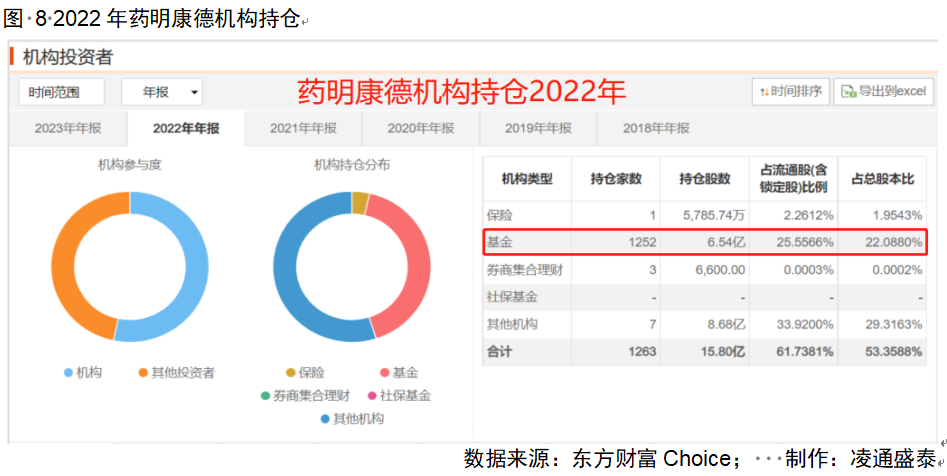 图 8 2022 年药明康德机构持仓
机构投资者
药明康德机构持仓2022年
时间范围 年报 时间排序 导出到excel
2023年年报 2022年年报 2021年年报 2020年年报 2019年年报 2018年年报
机构参与度 机构持仓分布
机构 其他投资者
保险 基金
券商集合理财 社保基金
其他机构
机构类型 持仓家数 持仓股数 占流通股(含锁定股)比例 占总股本比
保险 1 5,785.74万 2.2612% 1.9543%
基金 1252 6.54亿 25.5566% 22.0880%
券商集合理财 3 6,600.00 0.0003% 0.0002%
社保基金 - - - -
其他机构 7 8.68亿 33.9200% 29.3163%
合计 1263 15.80亿 61.7381% 53.3588%
数据来源：东方财富 Choice；···制作：凌通盛泰